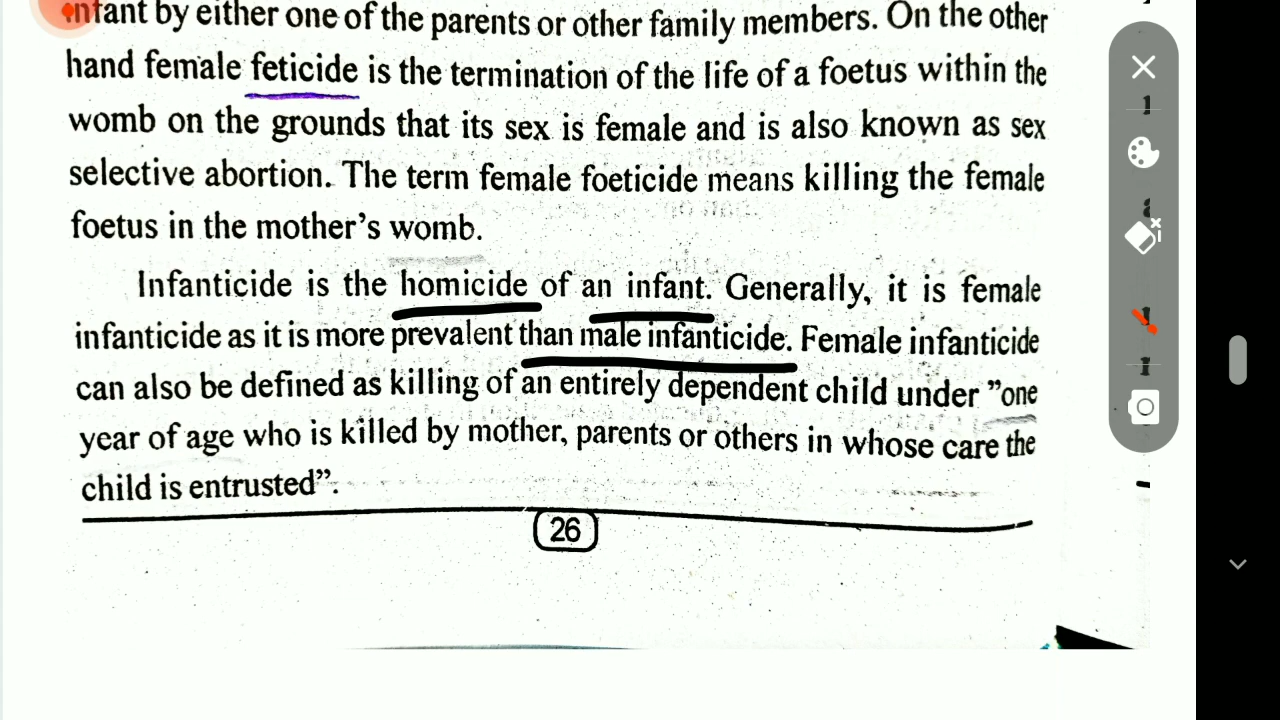 infant by either one of the parents or other family members. On the other
hand female feticide is the termination of the life of a foetus within the
womb on the grounds that its sex is female and is also known as sex
selective abortion. The term female foeticide means killing the female
foetus in the mother's womb.
Infanticide is the homicide of an infant. Generally, it is female
infanticide as it is more prevalent than male infanticide. Female infanticide
can also be defined as killing of an entirely dependent child under ”one
year of age who is killed by mother, parents or others in whose care the
child is entrusted”.
26